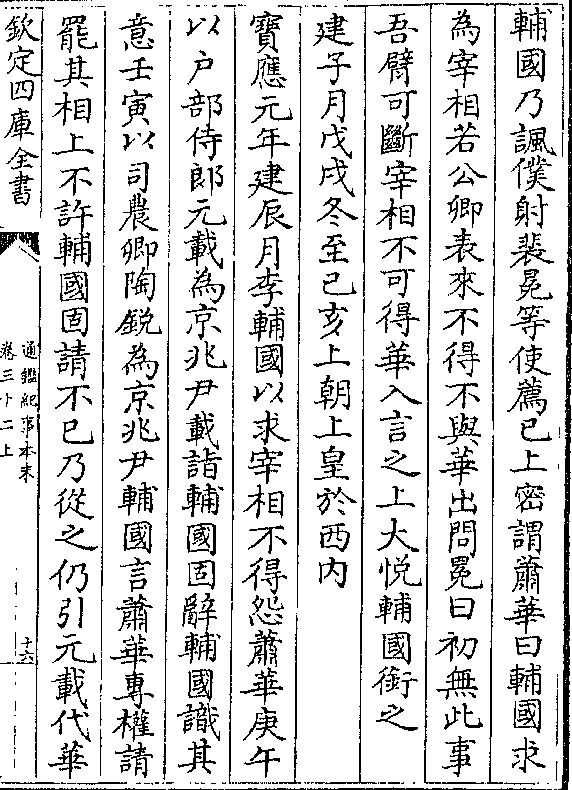 輔國乃諷僕射裴冕等使薦已上密謂蕭華曰輔國求
為宰相若公卿表來不得不與華出問冕曰初無此事
吾臂可斷宰相不可得華入言之上大悦輔國銜之
建子月戊戌冬至已亥上朝上皇於西内
寶應元年建辰月李輔國以求宰相不得怨蕭華庚午
以户部侍郎元載為京兆尹載詣輔國固辭輔國識其
意壬寅以司農卿陶銳為京兆尹輔國言蕭華專權請
罷其相上不許輔國固請不已乃從之仍引元載代華
欽定四庫全書
通鑑紀事本末
卷三十二上
十六